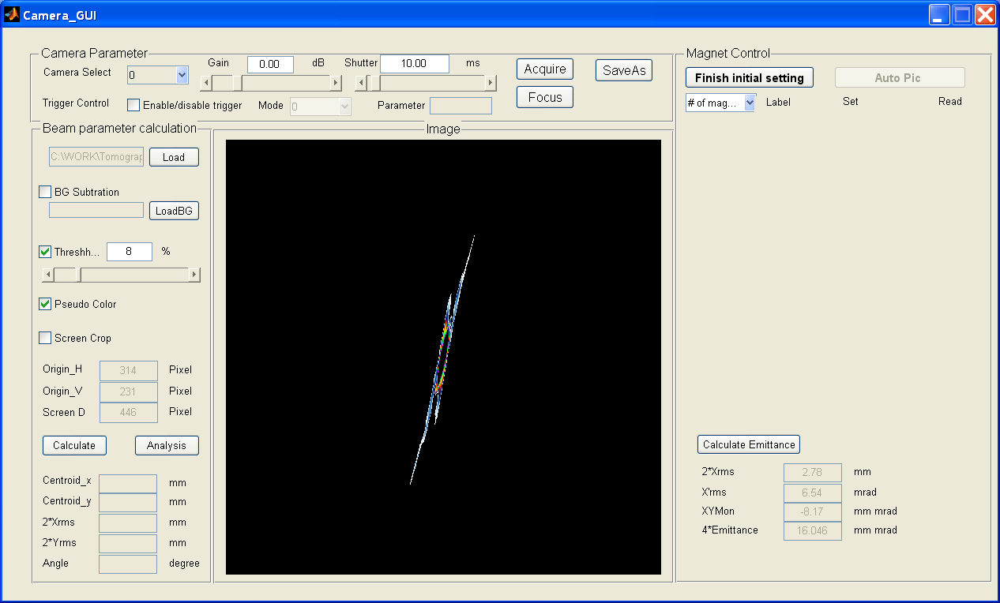 Camera_GUI
Camera Parameter
Camera Select 0 Gain 0.00 dB Shutter 10.00 ms Acquire SaveAs
Trigger Control Enable/disable trigger Mode 0 Parameter Focus
Magnet Control
Finish initial setting Auto Pic
# of mag... Label Set Read
Beam parameter calculation
C:\WORK\Tomograp Load
BG Subtration
LoadBG
Threshh... 8 %
Pseudo Color
Screen Crop
Origin_H 314 Pixel
Origin_V 231 Pixel
Screen D 446 Pixel
Calculate Analysis
Centroid_x mm
Centroid_y mm
2*Xrms mm
2*Yrms mm
Angle degree
Image
Calculate Emittance
2*Xrms 2.78 mm
X'rms 6.54 mrad
XYMon -8.17 mm mrad
4*Emittance 16.046 mm mrad